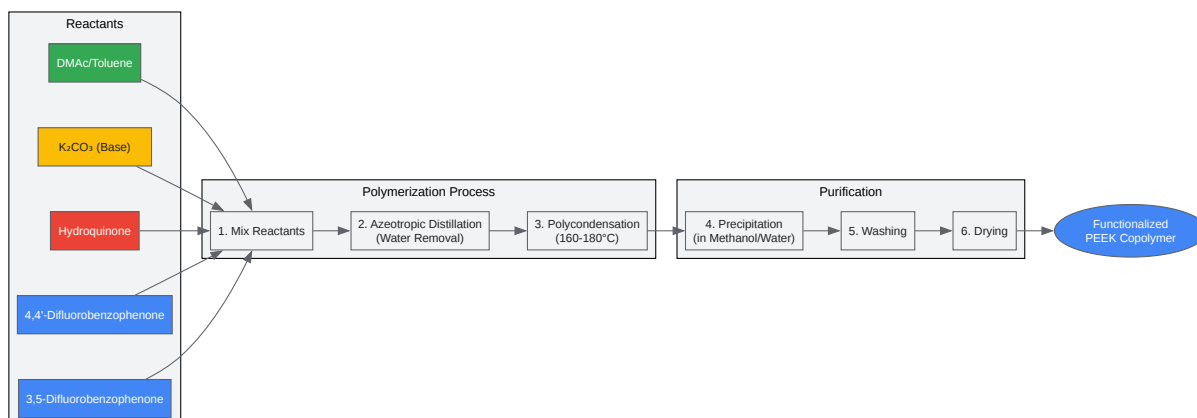 Reactants
DMAc/Toluene
K₂CO₃ (Base)
Hydroquinone
4,4'-Difluorobenzophenone
3,5-Difluorobenzophenone
Polymerization Process
1. Mix Reactants
2. Azeotropic Distillation
(Water Removal)
3. Polycondensation
(160-180°C)
Purification
4. Precipitation
(in Methanol/Water)
5. Washing
6. Drying
Functionalized
PEEK Copolymer